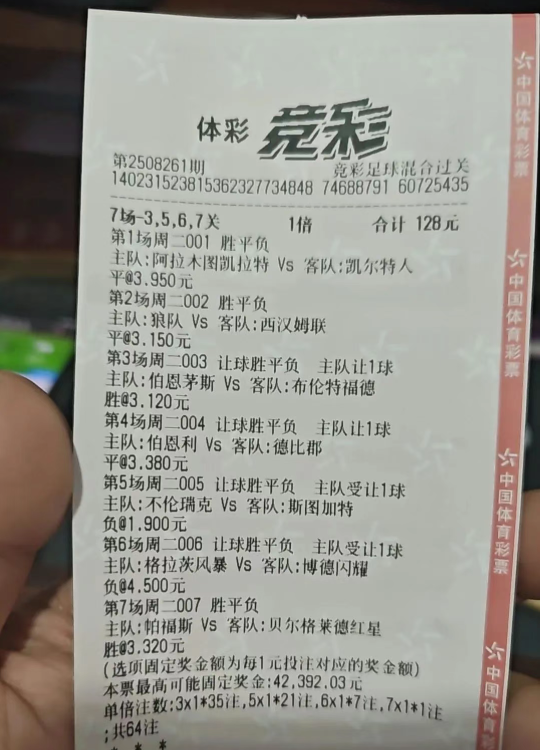 体彩 竞彩
第2508261期 竞彩足球混合过关
140231523815362327734848 74688791 60725435
7场-3,5,6,7关 1倍 合计 128元
第1场周二001 胜平负
主队:阿拉木图凯拉特 Vs 客队:凯尔特人
平@3.950元
第2场周二002 胜平负
主队:狼队 Vs 客队:西汉姆联
平@3.150元
第3场周二003 让球胜平负 主队让1球
主队:伯恩茅斯 Vs 客队:布伦特福德
胜@3.120元
第4场周二004 让球胜平负 主队让1球
主队:伯恩利 Vs 客队:德比郡
平@3.380元
第5场周二005 让球胜平负 主队受让1球
主队:不伦瑞克 Vs 客队:斯图加特
负@1.900元
第6场周二006 让球胜平负 主队受让1球
主队:格拉茨风暴 Vs 客队:博德闪耀
负@4.500元
第7场周二007 胜平负
主队:帕福斯 Vs 客队:贝尔格莱德红星
胜@3.320元
(选项固定奖金额为每1元投注对应的奖金额)
本票最高可能固定奖金:42,392.03元
单倍注数:3x1*35注,5x1*21注,6x1*7注,7x1*1注
;共64注
* * *
中国体育彩票
中国体育彩票
中国体育彩票
中国体育彩票